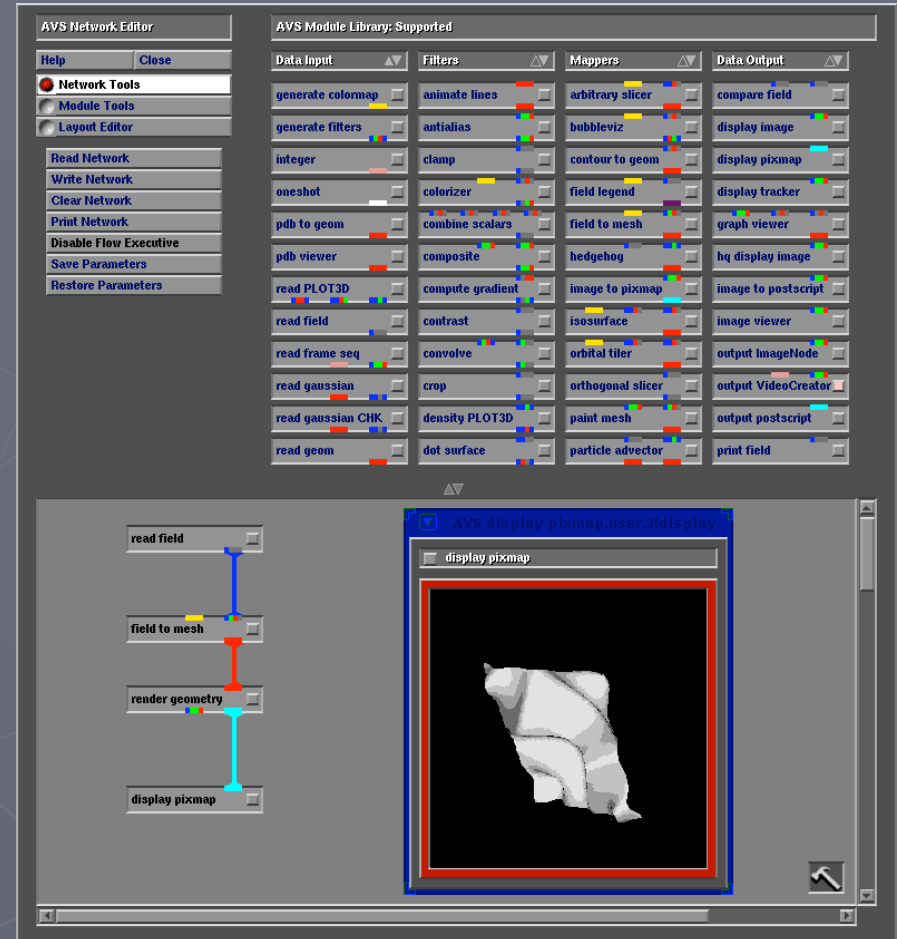 AVS Network Editor
AVS Module Library: Supported
Help
Close
Network Tools
Module Tools
Layout Editor
Read Network
Write Network
Clear Network
Print Network
Disable Flow Executive
Save Parameters
Restore Parameters
Data Input
generate colormap
generate filters
integer
oneshot
pdb to geom
pdb viewer
read PLOT3D
read field
read frame seq
read gaussian
read gaussian CHK
read geom
Filters
animate lines
antialias
clamp
colorizer
combine scalars
composite
compute gradient
contrast
convolve
crop
density PLOT3D
dot surface
Mappers
arbitrary slicer
bubbleviz
contour to geom
field legend
field to mesh
hedgehog
image to pixmap
isosurface
orbital tiler
orthogonal slicer
paint mesh
particle advector
Data Output
compare field
display image
display pixmap
display tracker
graph viewer
hq display image
image to postscript
image viewer
output ImageNode
output VideoCreator
output postscript
print field
read field
field to mesh
render geometry
display pixmap
AVS display pixmap.user.3!display
display pixmap